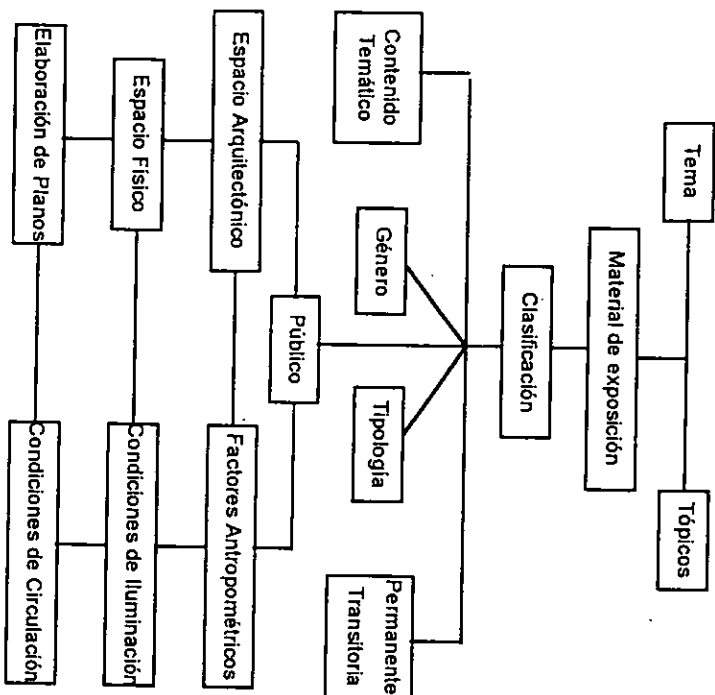 Tema
Tópicos
Material de exposición
Clasificación
Contenido
Temático
Género
Tipología
Permanente
Transitoria
Público
Espacio Arquitectónico
Factores Antropométricos
Espacio Físico
Condiciones de Iluminación
Elaboración de Planos
Condiciones de Circulación